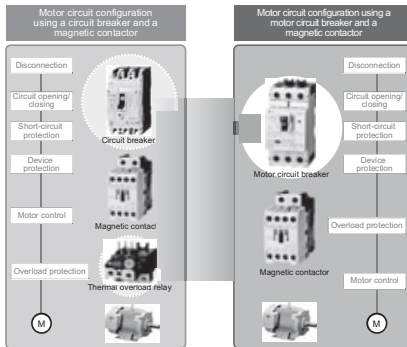 Motor circuit configuration
using a circuit breaker and a
magnetic contactor
Disconnection
Circuit opening/
closing
Short-circuit
protection
Device
protection
Motor control
Overload protection
M
Circuit breaker
Magnetic contact
Thermal overload relay
Motor circuit configuration using a
motor circuit breaker and a
magnetic contactor
Motor circuit breaker
Magnetic contactor
Disconnection
Circuit opening/
closing
Short-circuit
protection
Device
protection
Overload protection
Motor control
M